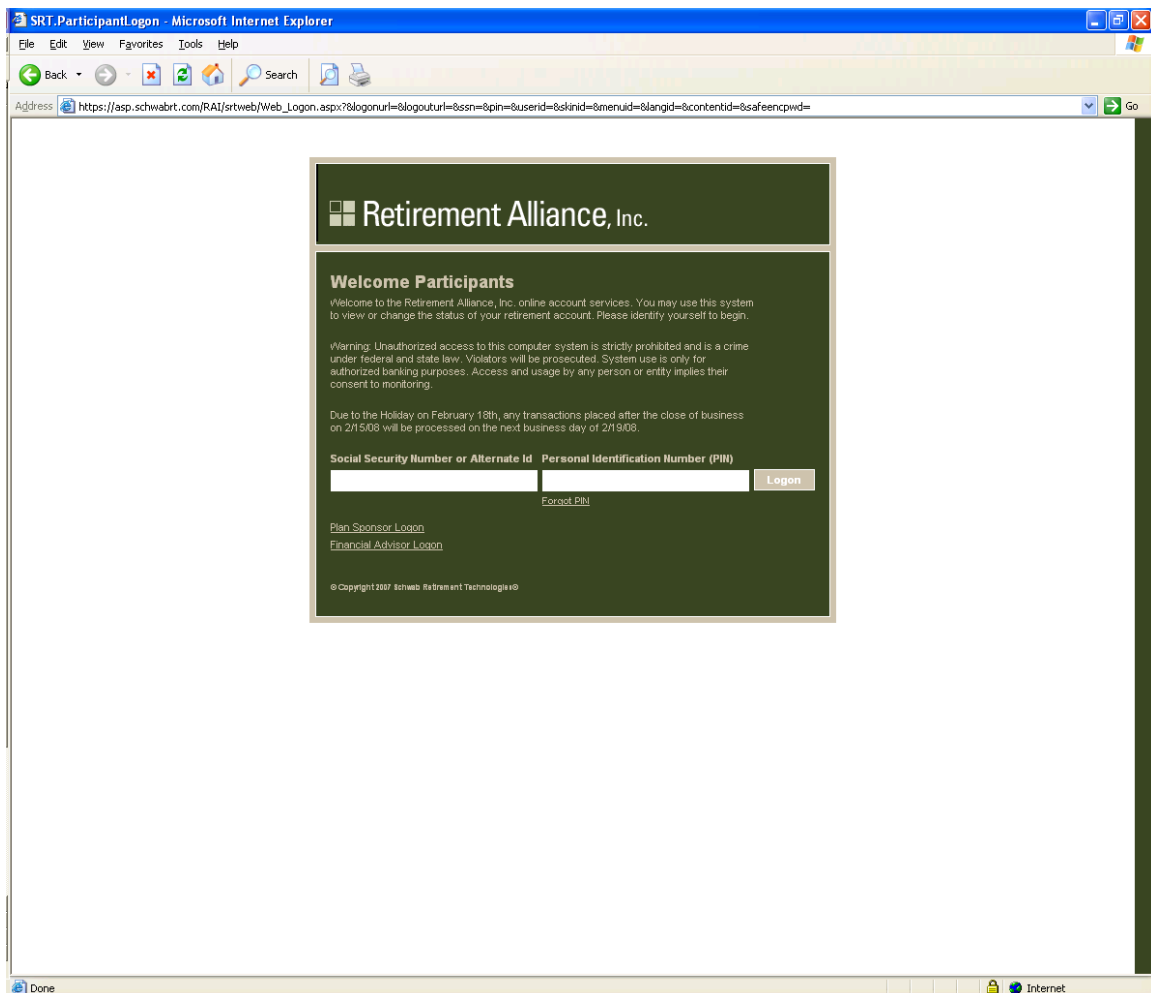 SRT.ParticipantLogon - Microsoft Internet Explorer
File Edit View Favorites Tools Help
Back Search
Address https://asp.schwabrt.com/RAI/srtweb/Web_Logon.aspx?&logonurl=&logouturl=&ssn=&pin=&userid=&skinid=&menuid=&langid=&contentid=&safeencpwd= Go
Retirement Alliance, Inc.
Welcome Participants
Welcome to the Retirement Alliance, Inc. online account services. You may use this system
to view or change the status of your retirement account. Please identify yourself to begin.
Warning: Unauthorized access to this computer system is strictly prohibited and is a crime
under federal and state law. Violators will be prosecuted. System use is only for
authorized banking purposes. Access and usage by any person or entity implies their
consent to monitoring.
Due to the Holiday on February 18th, any transactions placed after the close of business
on 2/15/08 will be processed on the next business day of 2/19/08.
Social Security Number or Alternate Id Personal Identification Number (PIN)
Logon
Forgot PIN
Plan Sponsor Logon
Financial Advisor Logon
© Copyright 2007 Schwab Retirement Technologies®
Done Internet